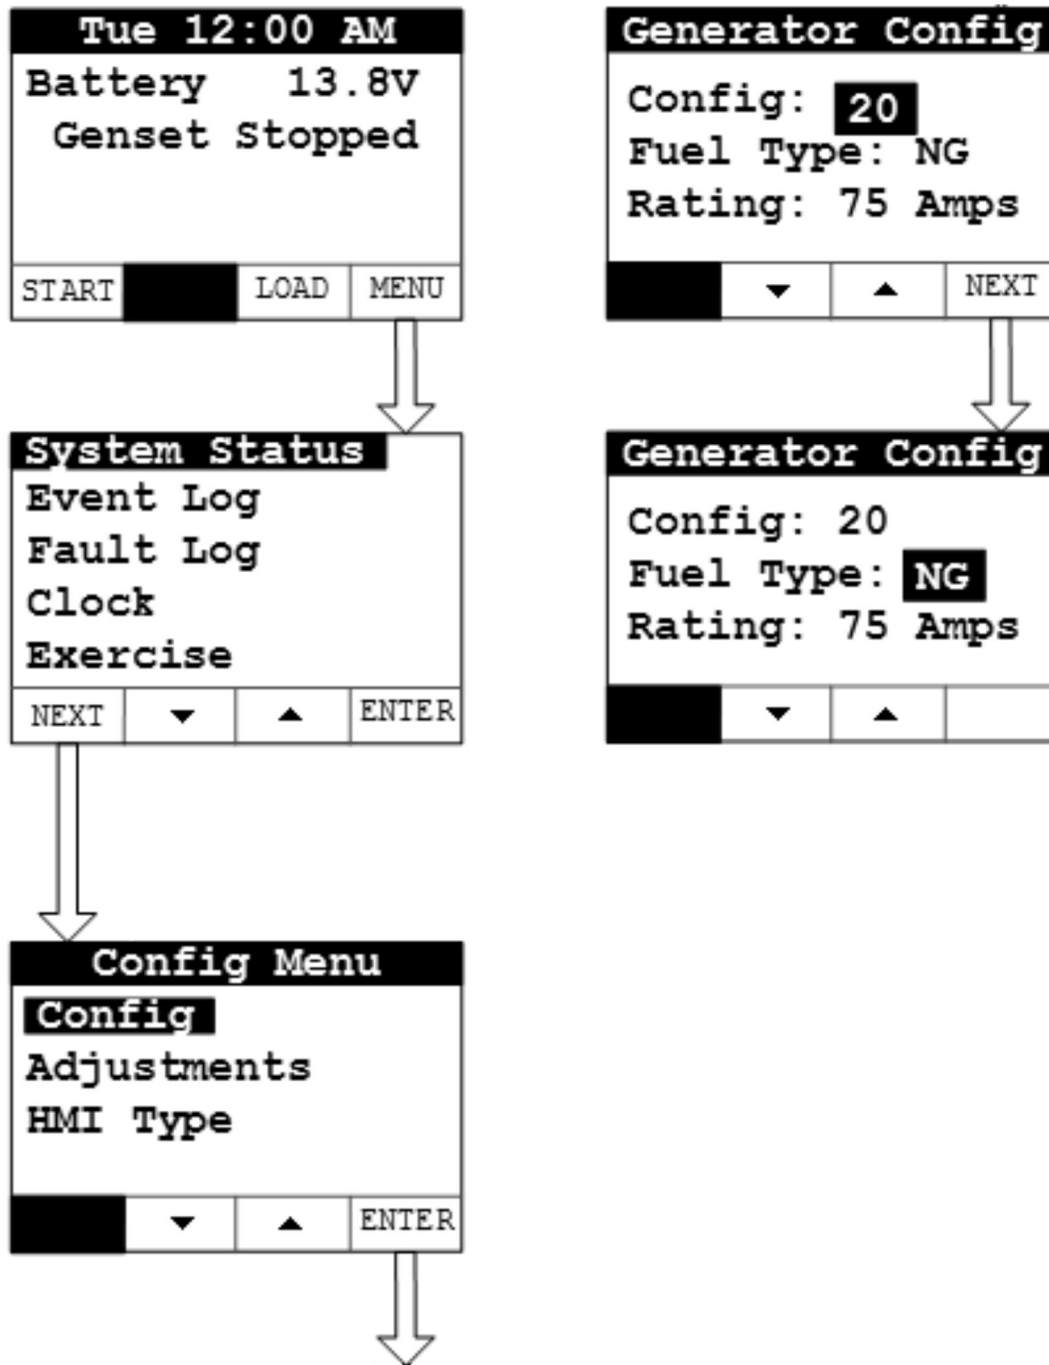 Tue 12:00 AM
Battery 13.8V
Genset Stopped
START LOAD MENU
System Status
Event Log
Fault Log
Clock
Exercise
NEXT ▼ ▲ ENTER
Config Menu
Config
Adjustments
HMI Type
▼ ▲ ENTER
Generator Config
Config: 20
Fuel Type: NG
Rating: 75 Amps
▼ ▲ NEXT
Generator Config
Config: 20
Fuel Type: NG
Rating: 75 Amps
▼ ▲